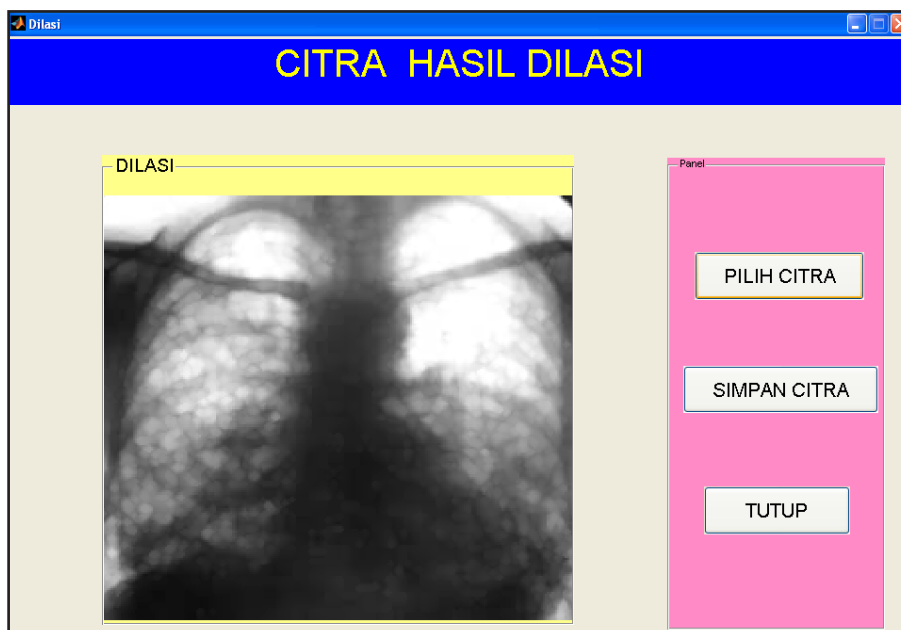 Dilasi
CITRA HASIL DILASI
DILASI
Panel
PILIH CITRA
SIMPAN CITRA
TUTUP